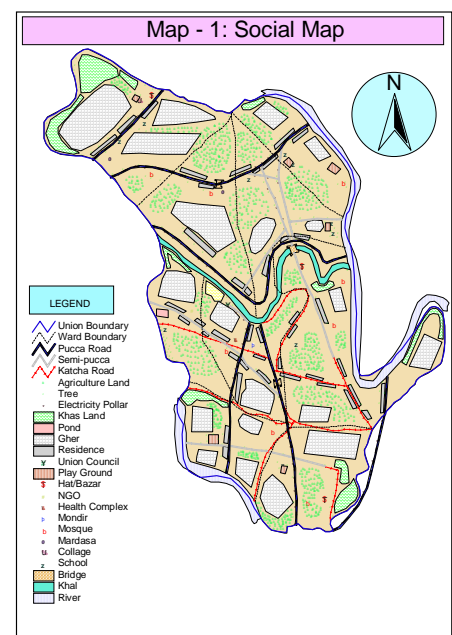 Map - 1: Social Map
N
LEGEND
Union Boundary
Ward Boundary
Pucca Road
Semi-pucca
Katcha Road
Agriculture Land
Tree
Electricity Pollar
Khas Land
Pond
Gher
Residence
Union Council
Play Ground
Hat/Bazar
NGO
Health Complex
Mondir
Mosque
Mardasa
Collage
School
Bridge
Khal
River